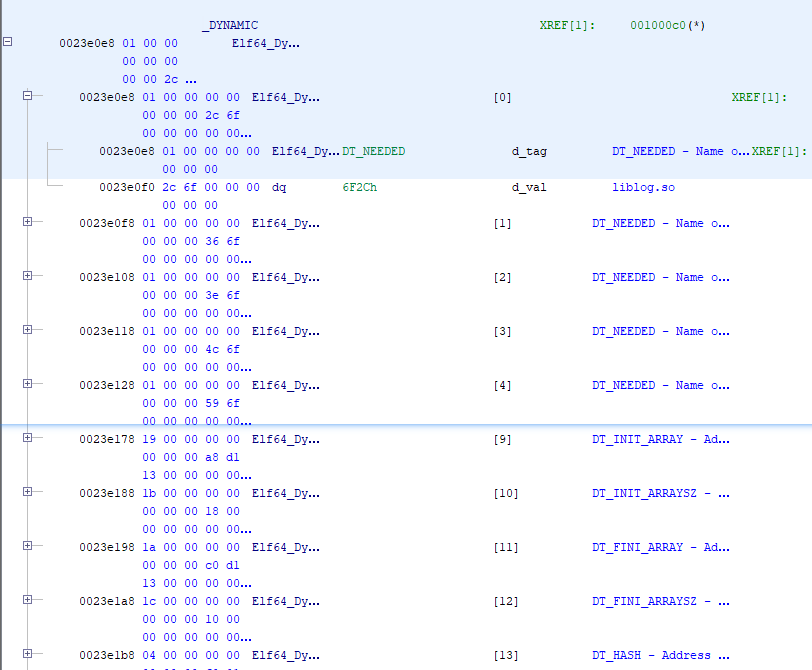 _DYNAMIC XREF[1]: 001000c0(*)
0023e0e8 01 00 00 Elf64_Dy...
00 00 00
00 00 2c ...
0023e0e8 01 00 00 00 00 Elf64_Dy... [0] XREF[1]:
00 00 00 2c 6f
00 00 00 00 00...
0023e0e8 01 00 00 00 00 Elf64_Dy...DT_NEEDED d_tag DT_NEEDED - Name o...XREF[1]:
00 00 00
0023e0f0 2c 6f 00 00 00 dq 6F2Ch d_val liblog.so
00 00 00
0023e0f8 01 00 00 00 00 Elf64_Dy... [1] DT_NEEDED - Name o...
00 00 00 36 6f
00 00 00 00 00...
0023e108 01 00 00 00 00 Elf64_Dy... [2] DT_NEEDED - Name o...
00 00 00 3e 6f
00 00 00 00 00...
0023e118 01 00 00 00 00 Elf64_Dy... [3] DT_NEEDED - Name o...
00 00 00 4c 6f
00 00 00 00 00...
0023e128 01 00 00 00 00 Elf64_Dy... [4] DT_NEEDED - Name o...
00 00 00 59 6f
00 00 00 00 00...
0023e178 19 00 00 00 00 Elf64_Dy... [9] DT_INIT_ARRAY - Ad...
00 00 00 a8 d1
13 00 00 00 00...
0023e188 1b 00 00 00 00 Elf64_Dy... [10] DT_INIT_ARRAYSZ - ...
00 00 00 18 00
00 00 00 00 00...
0023e198 1a 00 00 00 00 Elf64_Dy... [11] DT_FINI_ARRAY - Ad...
00 00 00 c0 d1
13 00 00 00 00...
0023e1a8 1c 00 00 00 00 Elf64_Dy... [12] DT_FINI_ARRAYSZ - ...
00 00 00 10 00
00 00 00 00 00...
0023e1b8 04 00 00 00 00 Elf64_Dy... [13] DT_HASH - Address ...